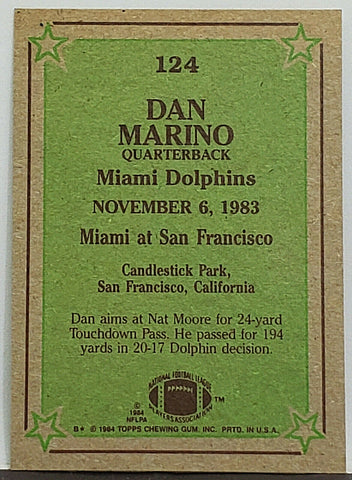 124
DAN
MARINO
QUARTERBACK
Miami Dolphins
NOVEMBER 6, 1983
Miami at San Francisco
Candlestick Park,
San Francisco, California
Dan aims at Nat Moore for 24-yard
Touchdown Pass. He passed for 194
yards in 20-17 Dolphin decision.
NATIONAL FOOTBALL LEAGUE
PLAYERS ASSOCIATION
TM
©
1984
NFLPA
B* © 1984 TOPPS CHEWING GUM, INC. PRTD. IN U.S.A.